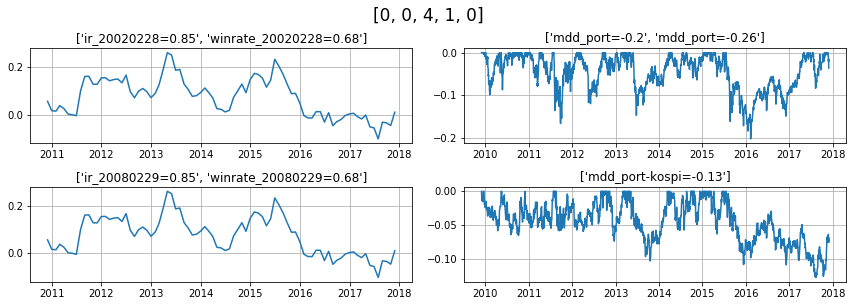 [0, 0, 4, 1, 0]
['ir_20020228=0.85', 'winrate_20020228=0.68']
0.2
0.0
2011 2012 2013 2014 2015 2016 2017 2018
['mdd_port=-0.2', 'mdd_port=-0.26']
0.0
−0.1
−0.2
2010 2011 2012 2013 2014 2015 2016 2017 2018
['ir_20080229=0.85', 'winrate_20080229=0.68']
0.2
0.0
2011 2012 2013 2014 2015 2016 2017 2018
['mdd_port-kospi=-0.13']
0.00
−0.05
−0.10
2010 2011 2012 2013 2014 2015 2016 2017 2018